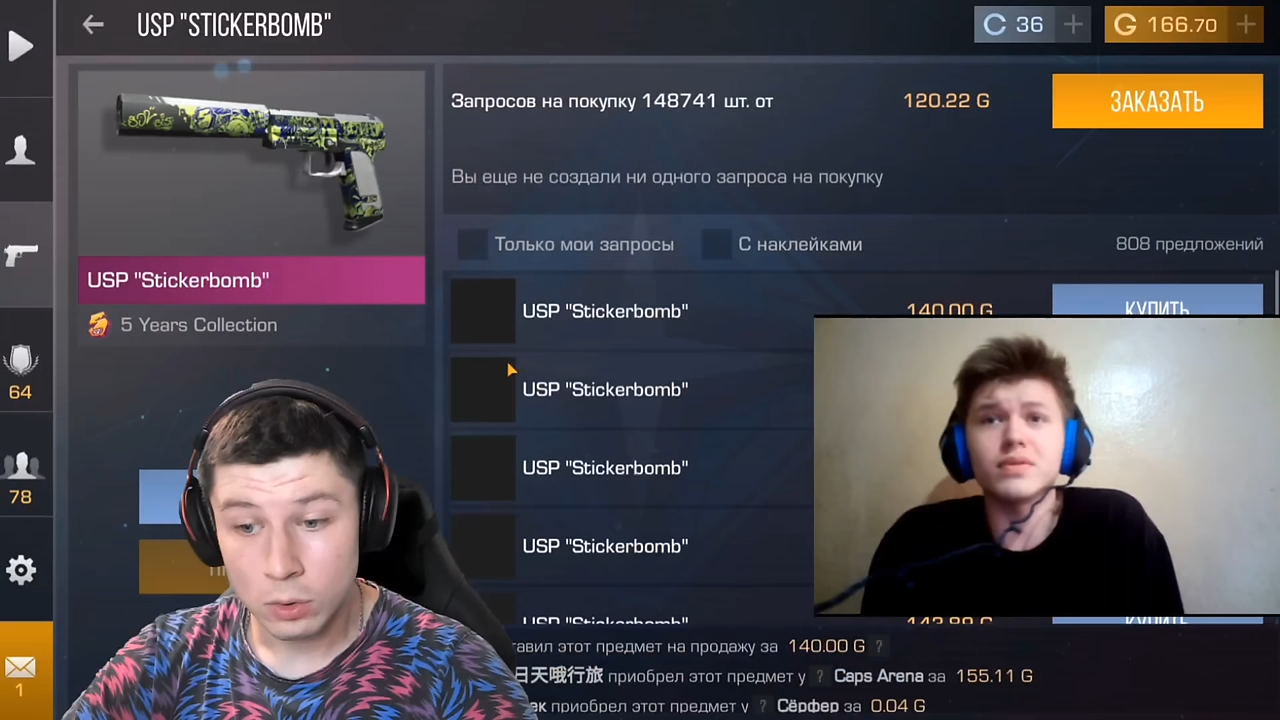 USP "STICKERBOMB"
36
G 166.70
Запросов на покупку 148741 шт. от
120.22 G
ЗАКАЗАТЬ
Вы еще не создали ни одного запроса на покупку
Только мои запросы
С наклейками
808 предложений
USP "Stickerbomb"
5 Years Collection
USP "Stickerbomb"
140.00 G
КУПИТЬ
USP "Stickerbomb"
USP "Stickerbomb"
USP "Stickerbomb"
USP "Stickerbomb"
КУПИТЬ
64
78
1
этот предмет на продажу за 140.00 G ?
日天哦行旅 приобрел этот предмет у ? Caps Arena за 155.11 G
приобрел этот предмет у ? Сёрфер за 0.04 G